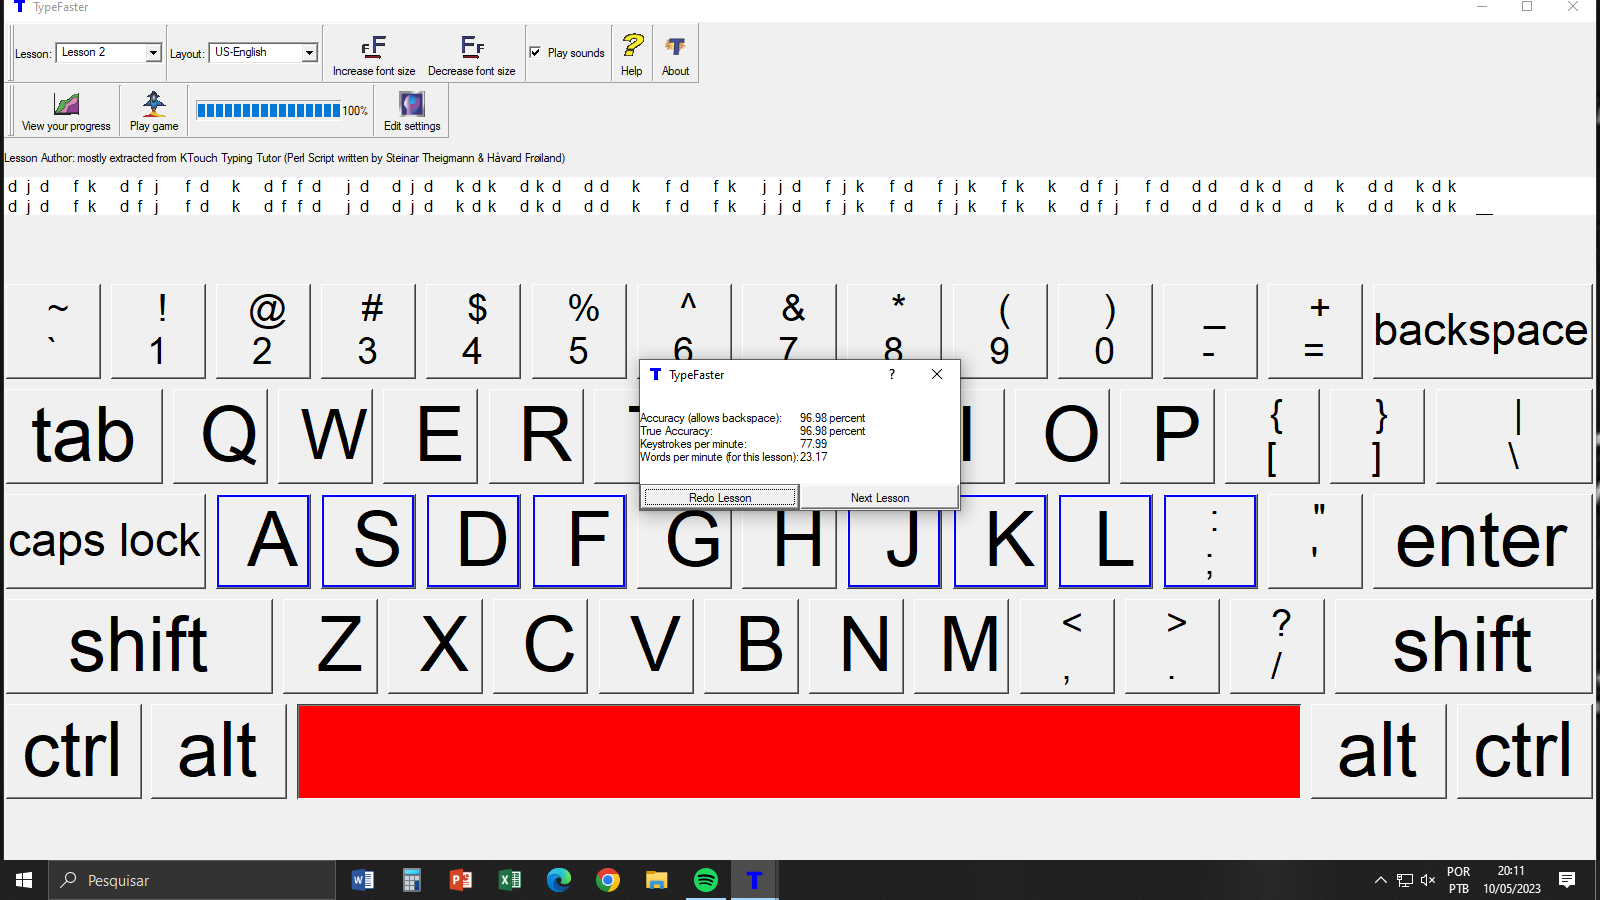 TypeFaster
Lesson: Lesson 2 Layout: US-English Increase font size Decrease font size Play sounds Help About
View your progress Play game 100% Edit settings
Lesson Author: mostly extracted from KTouch Typing Tutor (Perl Script written by Steinar Theigmann & Håvard Frøiland)
d j d f k d f j f d k d f f d j d d j d k d k d k d d d k f d f k j j d f j k f d f j k f k k d f j f d d d d k d d k d d k d k
d j d f k d f j f d k d f f d j d d j d k d k d k d d d k f d f k j j d f j k f d f j k f k k d f j f d d d d k d d k d d k d k _
~ ! @ # $ % ^ & * ( ) _ + backspace
` 1 2 3 4 5 6 7 8 9 0 - =
TypeFaster ?
Accuracy (allows backspace): 96.98 percent
True Accuracy: 96.98 percent
Keystrokes per minute: 77.99
Words per minute (for this lesson): 23.17
Redo Lesson Next Lesson
tab Q W E R I O P { } |
[ ] \
caps lock A S D F G H J K L : " enter
; '
shift Z X C V B N M < > ? shift
, . /
ctrl alt alt ctrl
Pesquisar
POR 20:11
PTB 10/05/2023